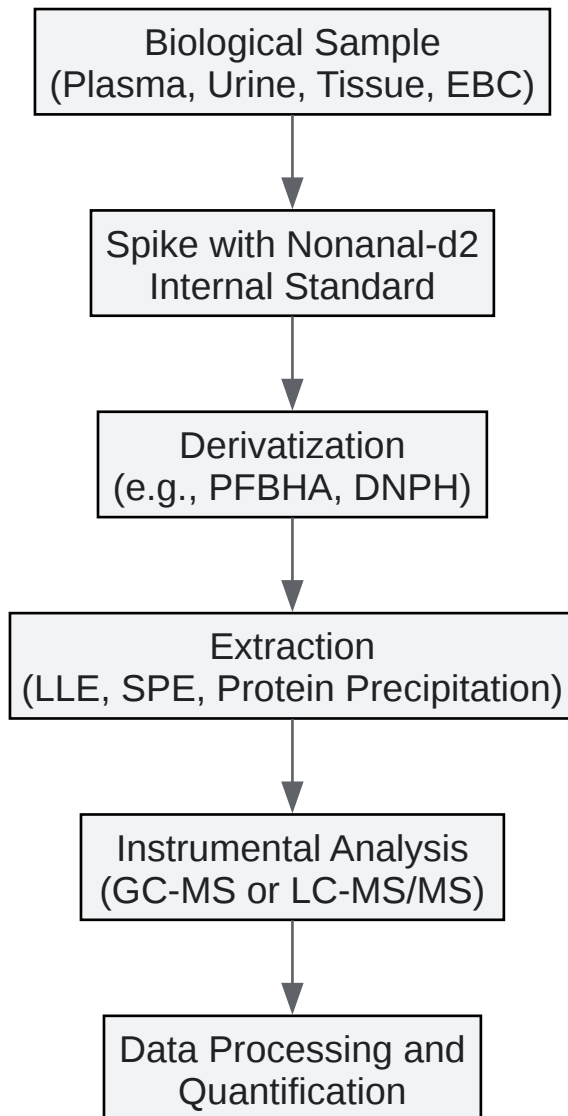 Biological Sample
(Plasma, Urine, Tissue, EBC)
Spike with Nonanal-d2
Internal Standard
Derivatization
(e.g., PFBHA, DNPH)
Extraction
(LLE, SPE, Protein Precipitation)
Instrumental Analysis
(GC-MS or LC-MS/MS)
Data Processing and
Quantification